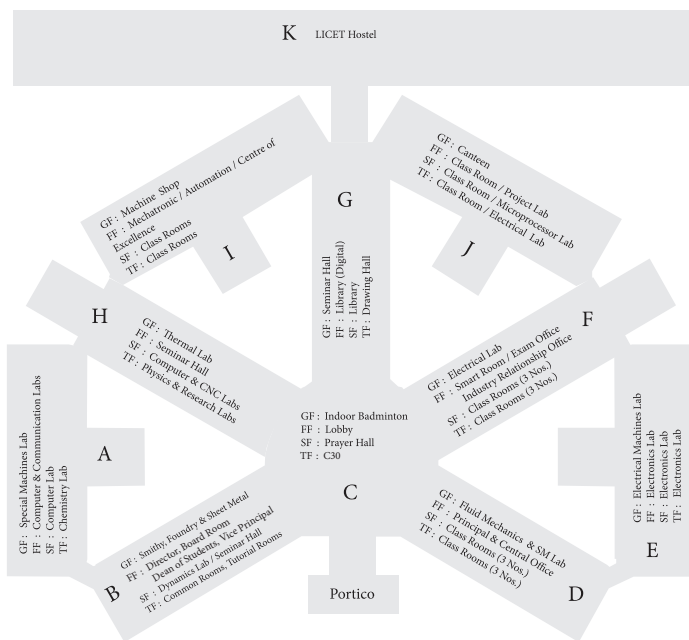 K LICET Hostel
GF : Machine Shop
FF : Mechatronic / Automation / Centre of
Excellence
SF : Class Rooms
TF : Class Rooms
I
G
GF : Seminar Hall
FF : Library (Digital)
SF : Library
TF : Drawing Hall
GF : Canteen
FF : Class Room / Project Lab
SF : Class Room / Microprocessor Lab
TF : Class Room / Electrical Lab
J
H
GF : Thermal Lab
FF : Seminar Hall
SF : Computer & CNC Labs
TF : Physics & Research Labs
F
GF : Electrical Lab
FF : Smart Room / Exam Office
Industry Relationship Office
SF : Class Rooms (3 Nos.)
TF : Class Rooms (3 Nos.)
A
GF : Special Machines Lab
FF : Computer & Communication Labs
SF : Computer Lab
TF : Chemistry Lab
GF : Indoor Badminton
FF : Lobby
SF : Prayer Hall
TF : C30
C
GF : Electrical Machines Lab
FF : Electronics Lab
SF : Electronics Lab
TF : Electronics Lab
E
GF : Smithy, Foundry & Sheet Metal
FF : Director, Board Room
Dean of Students, Vice Principal
SF : Dynamics Lab / Seminar Hall
TF : Common Rooms, Tutorial Rooms
B
GF : Fluid Mechanics & SM Lab
FF : Principal & Central Office
SF : Class Rooms (3 Nos.)
TF : Class Rooms (3 Nos.)
D
Portico